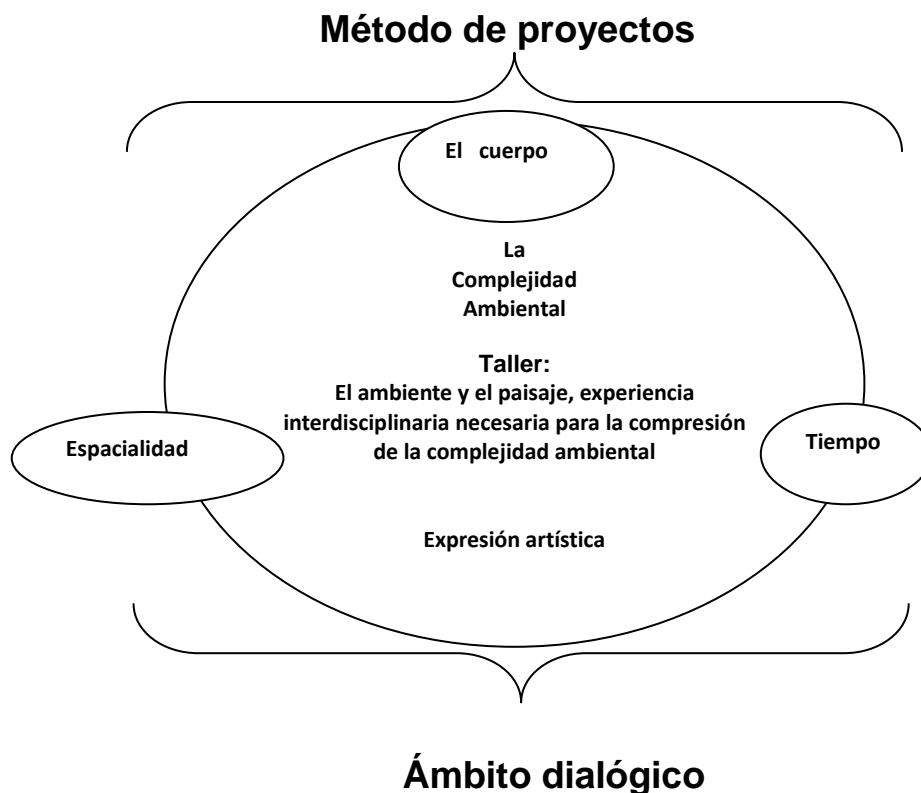 Método de proyectos
El cuerpo
La
Complejidad
Ambiental
Taller:
El ambiente y el paisaje, experiencia
interdisciplinaria necesaria para la compresión
de la complejidad ambiental
Espacialidad
Tiempo
Expresión artística
Ámbito dialógico